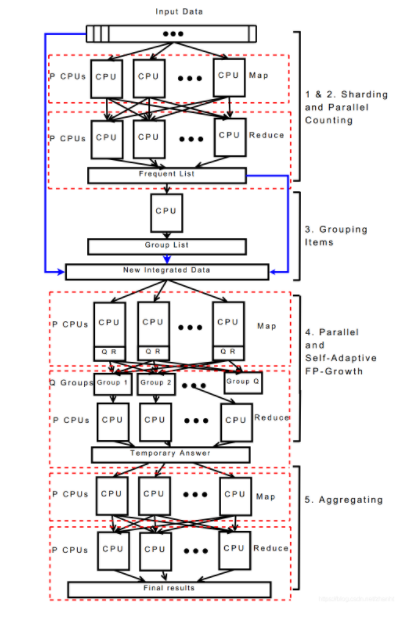 Input Data
P CPUs CPU CPU CPU Map
1 & 2. Sharding
and Parallel
Counting
P CPUs CPU CPU CPU Reduce
Frequent List
CPU
3. Grouping
Items
Group List
New Integrated Data
P CPUs CPU CPU CPU Map
4. Parallel
and
Self-Adaptive
FP-Growth
Q R Q R Q R
Q Groups Group 1 Group 2 Group Q
P CPUs CPU CPU CPU Reduce
Temporary Answer
P CPUs CPU CPU CPU Map
5. Aggregating
P CPUs CPU CPU CPU Reduce
Final results